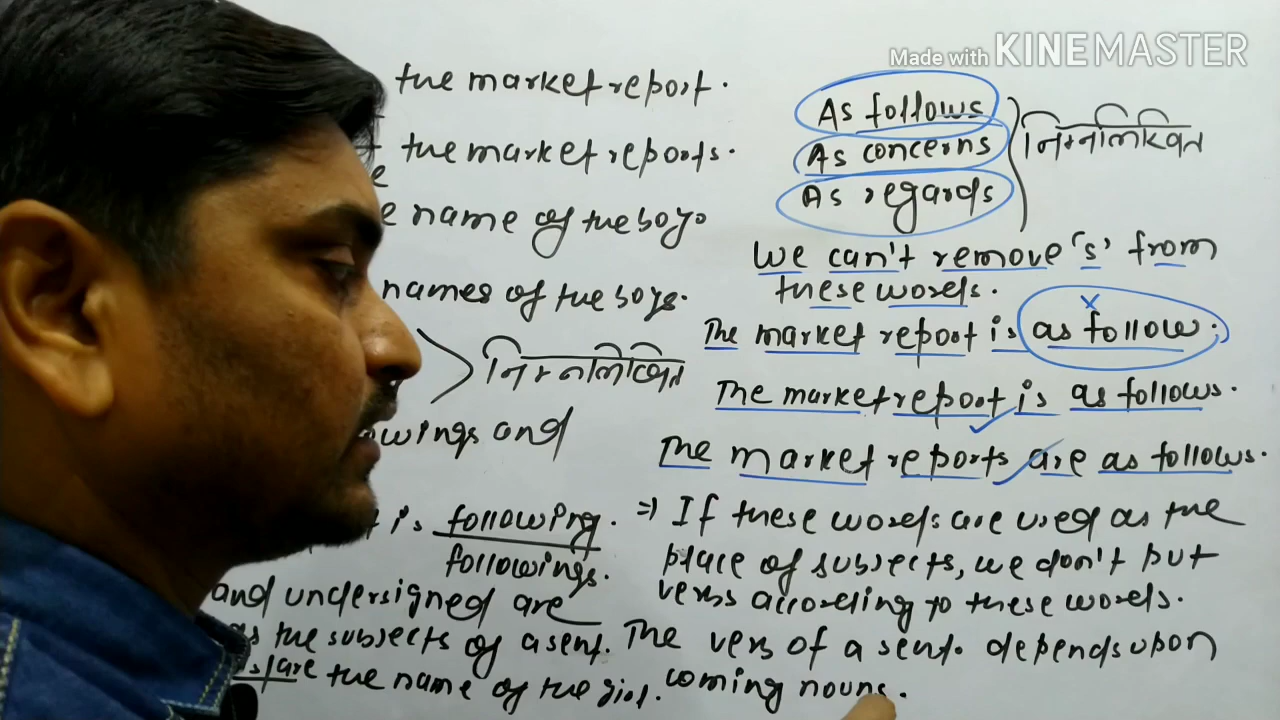 Made with KINEMASTER
the market report.
the market reports.
e
e name of the boy.
names of the boys.
निम्नलिखित
owings and
is following.
followings.
and undersigned are
as the subjects of a sent.
is/are the name of the girl.
As follows
As concerns
As regards
निम्नलिखित
We can't remove 's' from
these words.
x
The market report is as follow.
The market report is as follows.
The market reports are as follows.
⇒ If these words are used as the
place of subjects, we don't put
verbs according to these words.
The verb of a sent. depends upon
coming nouns.